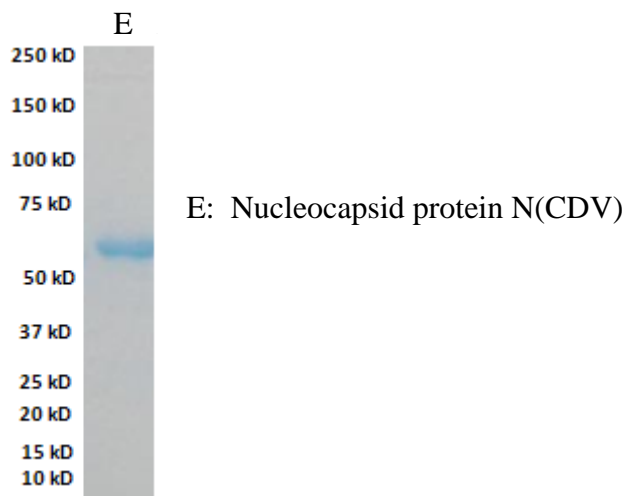 E
250 kD
150 kD
100 kD
75 kD
E: Nucleocapsid protein N(CDV)
50 kD
37 kD
25 kD
20 kD
15 kD
10 kD